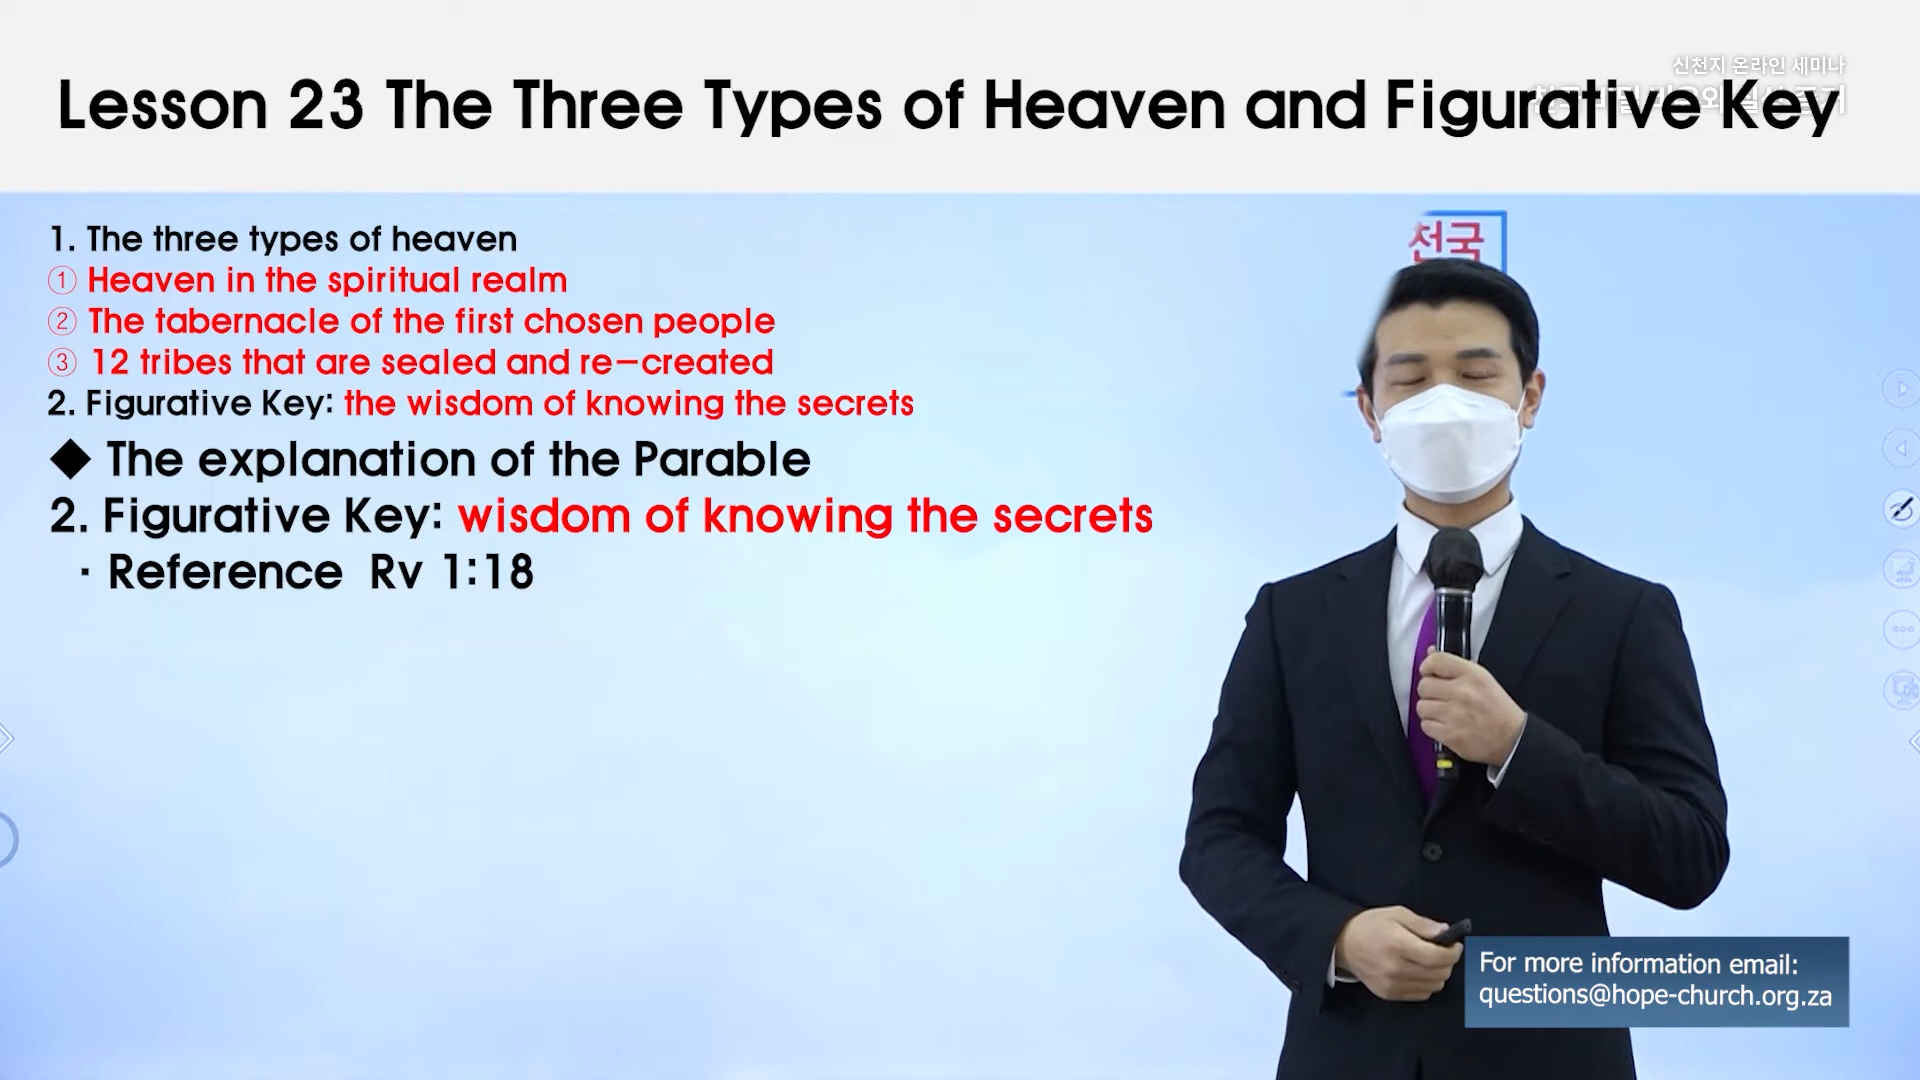 신천지 온라인 세미나
Lesson 23 The Three Types of Heaven and Figurative Key
1. The three types of heaven
① Heaven in the spiritual realm
② The tabernacle of the first chosen people
③ 12 tribes that are sealed and re-created
2. Figurative Key: the wisdom of knowing the secrets
◆ The explanation of the Parable
2. Figurative Key: wisdom of knowing the secrets
· Reference Rv 1:18
천국
For more information email:
questions@hope-church.org.za